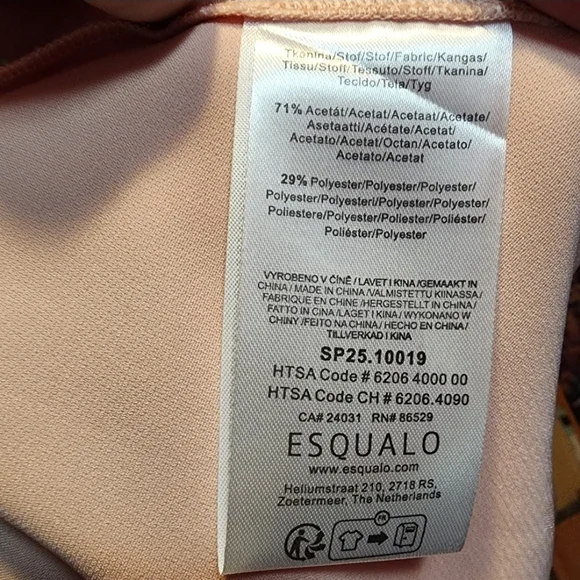 Tkanina/Stof/Stof/Fabric/Kangas/
Tissu/Stoff/Tessuto/Stoff/Tkanina/
Tecido/Tela/Tyg
71% Acetát/Acetat/Acetaat/Acetate/
Asetaatti/Acétate/Acetat/
Acetato/Acetat/Octan/Acetato/
Acetato/Acetat
29% Polyester/Polyester/Polyester/
Polyester/Polyesteri/Polyester/Polyester/
Poliestere/Polyester/Poliester/Poliéster/
Poliéster/Polyester
VYROBENO V ČÍNĚ / LAVET I KINA /GEMAAKT IN
CHINA / MADE IN CHINA /VALMISTETTU KIINASSA /
FABRIQUE EN CHINE /HERGESTELLT IN CHINA /
FATTO IN CINA /LAGET I KINA / WYKONANO W
CHINY /FEITO NA CHINA / HECHO EN CHINA /
TILLVERKAD I KINA
SP25.10019
HTSA Code # 6206 4000 00
HTSA Code CH # 6206.4090
CA# 24031 RN# 86529
ESQUALO
www.esqualo.com
Heliumstraat 210, 2718 RS,
Zoetermeer, The Netherlands
FR